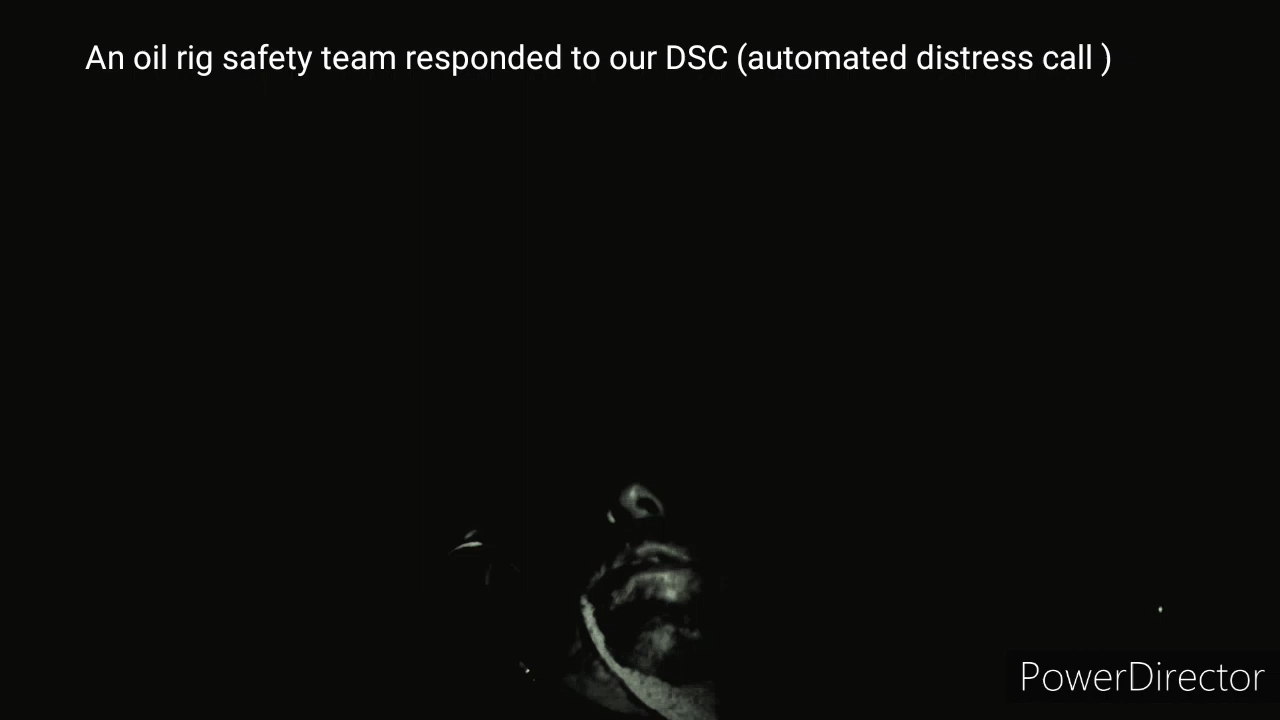 An oil rig safety team responded to our DSC (automated distress call )
PowerDirector